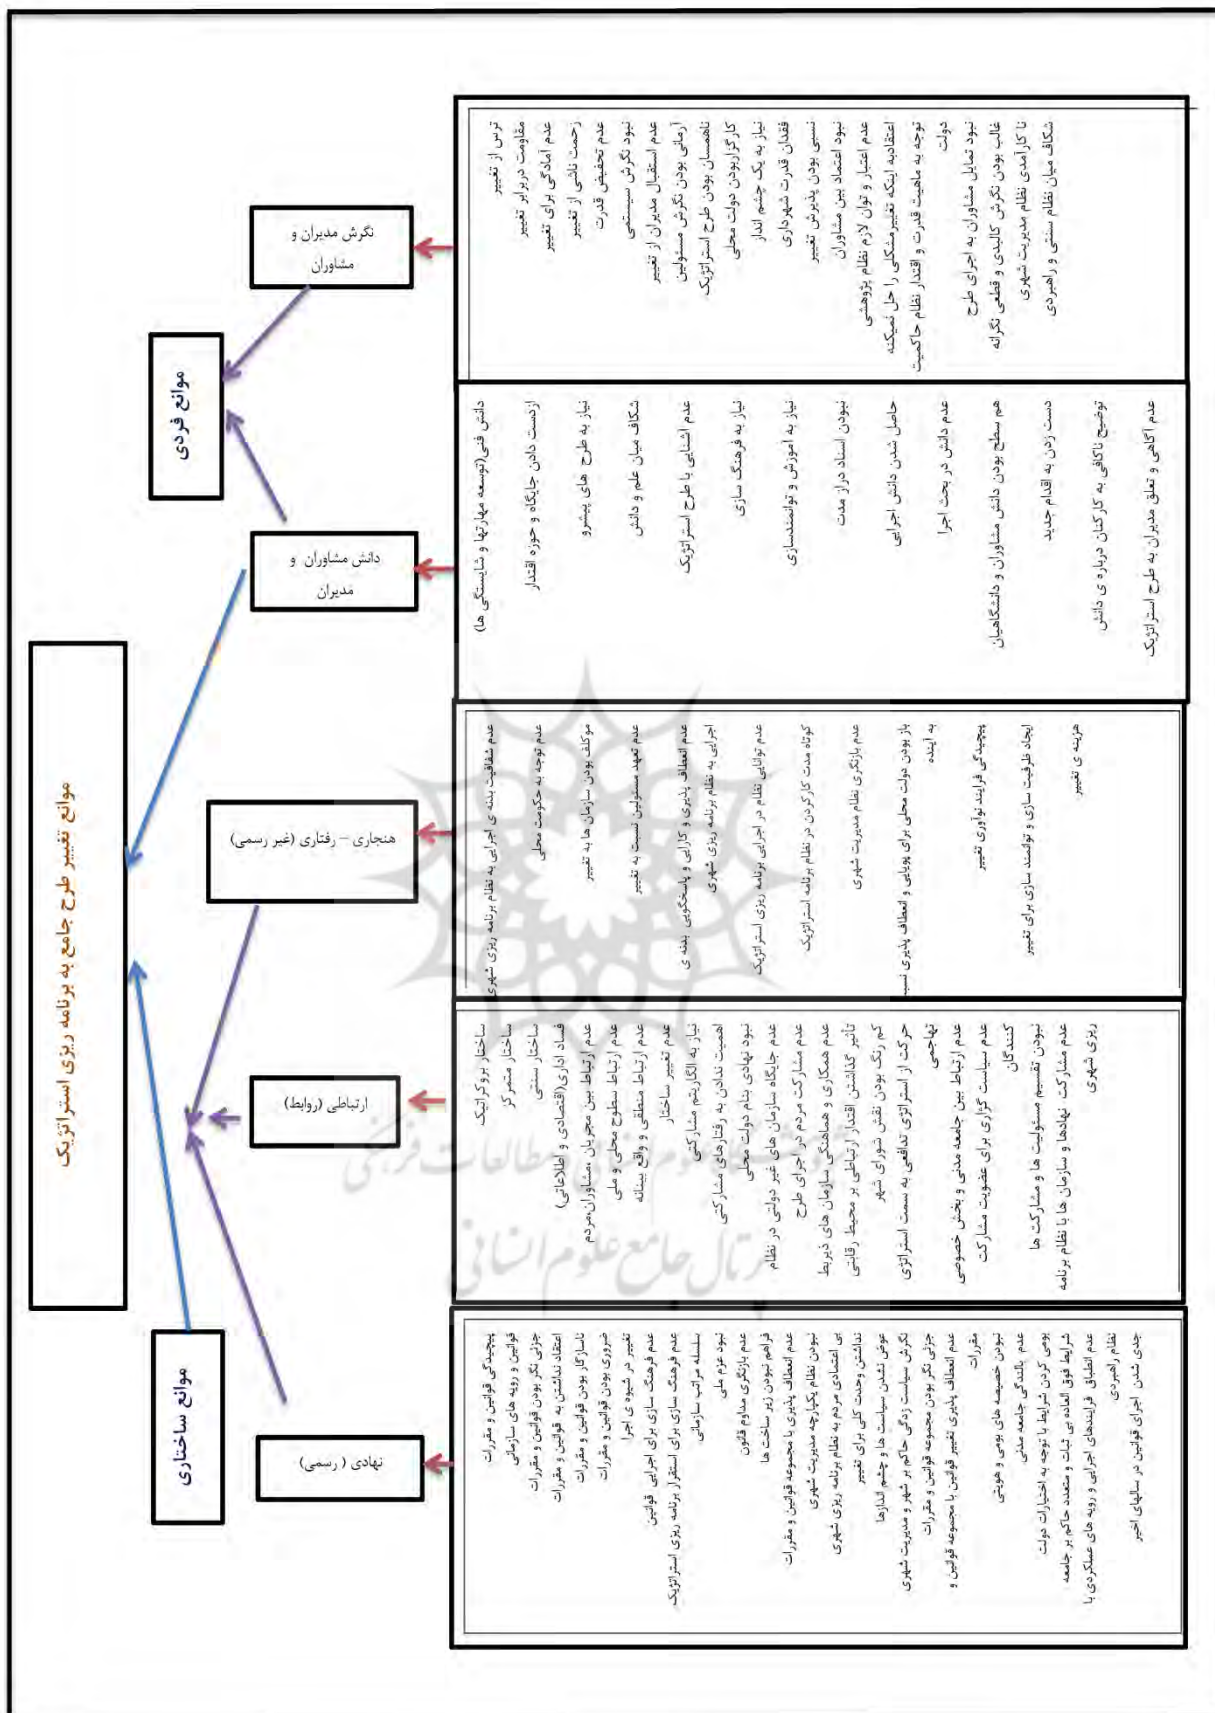 موانع تغییر طرح جامع به برنامه ریزی استراتژیک
موانع فردی
موانع ساختاری
نگرش مدیران و
مشاوران
دانش مشاوران و
مدیران
هنجاری - رفتاری (غیر رسمی)
ارتباطی (روابط)
نهادی ( رسمی)
ترس از تغییر
مقاومت دربرابر تغییر
عدم آمادگی برای تغییر
زحمت ناشی از تغییر
عدم تخفیض قدرت
نبود نگرش سیستمی
عدم استقبال مدیران از تغییر
آرمانی بودن نگرش مسئولین
ناهمسان بودن طرح استراتژیک
کارگزاربودن دولت محلی
نیاز به یک چشم انداز
فقدان قدرت شهرداری
نسبی بودن پذیرش تغییر
نبود اعتماد بین مشاوران
عدم اعتبار و توان لازم نظام پژوهشی
اعتقادبه اینکه تغییرمشکلی را حل نمیکنه
توجه به ماهیت قدرت و اقتدار نظام حاکمیت
دولت
نبود تمایل مشاوران به اجرای طرح
غالب بودن نگرش کالبدی و قطعی نگرانه
نا کارآمدی نظام مدیریت شهری
شکاف میان نظام سنتی و راهبردی
دانش فنی(توسعه مهارتها و شایستگی ها)
ازدست دادن جایگاه و حوزه اقتدار
نیاز به طرح های پیشرو
شکاف میان علم و دانش
عدم آشنایی با طرح استراتژیک
نیاز به فرهنگ سازی
نیاز به آموزش و توانمندسازی
نبودن اسناد دراز مدت
حاصل شدن دانش اجرایی
عدم دانش در بحث اجرا
هم سطح بودن دانش مشاوران و دانشگاهیان
دست زدن به اقدام جدید
توضیح ناکافی به کارکنان درباره ی دانش
عدم آگاهی و تعلق مدیران به طرح استراتژیک
عدم شفافیت بدنه ی اجرایی به نظام برنامه ریزی شهری
عدم توجه به حکومت محلی
موکلف بودن سازمان ها به تغییر
عدم تعهد مسئولین نسبت به تغییر
عدم انعطاف پذیری و کارایی و پاسخگویی بدنه ی
اجرایی به نظام برنامه ریزی شهری
عدم توانایی نظام در اجرایی برنامه ریزی استراتژیک
کوتاه مدت کارکردن در نظام برنامه استراتژیک
عدم بازنگری نظام مدیریت شهری
باز بودن دولت محلی برای پویایی و انعطاف پذیری نسبت
به آینده
پیچیدگی فرایند نوآوری تغییر
ایجاد ظرفیت سازی و توانمند سازی برای تغییر
هزینه ی تغییر
ساختار بروکراتیک
ساختار متمرکز
ساختار سنتی
فساد اداری(اقتصادی و اطلاعاتی)
عدم ارتباط بین مجریان ،مشاوران،مردم
عدم ارتباط سطوح محلی و ملی
عدم ارتباط منطقی و واقع بینانه
عدم تغییر ساختار
نیاز به الگاریتم مشارکتی
اهمیت ندادن به رفتارهای مشارکتی
نبود نهادی بنام دولت محلی
عدم جایگاه سازمان های غیر دولتی در نظام
عدم مشارکت مردم در اجرای طرح
عدم همکاری و هماهنگی سازمان های ذیربط
تأثیر گذاشتن اقتدار ارتباطی بر محیط رقابتی
کم رنگ بودن نقش شورای شهر
حرکت از استراتژی تدافعی به سمت استراتژی
تهاجمی
عدم ارتباط بین جامعه مدنی و بخش خصوصی
عدم سیاست گزاری برای عضویت مشارکت
کنندگان
نبودن تقسیم مسئولیت ها و مشارکت ها
عدم مشارکت نهادها و سازمان ها با نظام برنامه
ریزی شهری
پیچیدگی قوانین و مقررات
قوانین و رویه های سازمانی
جزئی نگر بودن قوانین و مقررات
اعتقاد نداشتن به قوانین و مقررات
ناسازگار بودن قوانین و مقررات
ضروری بودن قوانین و مقررات
تغییر در شیوه ی اجرا
عدم فرهنگ سازی برای اجرایی قوانین
عدم فرهنگ سازی برای استقرار برنامه ریزی استراتژیک
سلسله مراتب سازمانی
نبود عزم ملی
عدم بازنگری مداوم قانون
فراهم نبودن زیر ساخت ها
عدم انعطاف پذیری با مجموعه قوانین و مقررات
نبودن نظام یکپارچه مدیریت شهری
بی اعتمادی مردم به نظام برنامه ریزی شهری
نداشتن وحدت کلی برای تغییر
عوض نشدن سیاست ها و چشم اندازها
نگرش سیاست زدگی حاکم بر شهر و مدیریت شهری
جزئی نگر بودن مجموعه قوانین و مقررات
عدم انعطاف پذیری تغییر قوانین با مجموعه قوانین و
مقررات
نبودن خصیصه های بومی و هویتی
عدم بالندگی جامعه مدنی
بومی کردن شرایط با توجه به اختیارات دولت
شرایط فوق العاده بی ثبات و متعدد حاکم بر جامعه
عدم انطباق فرایندهای اجرایی و رویه های عملکردی با
نظام راهبردی
جدی شدن اجرای قوانین در سالهای اخیر
پژوهشگاه علوم انسانی و مطالعات فرهنگی
پرتال جامع علوم انسانی